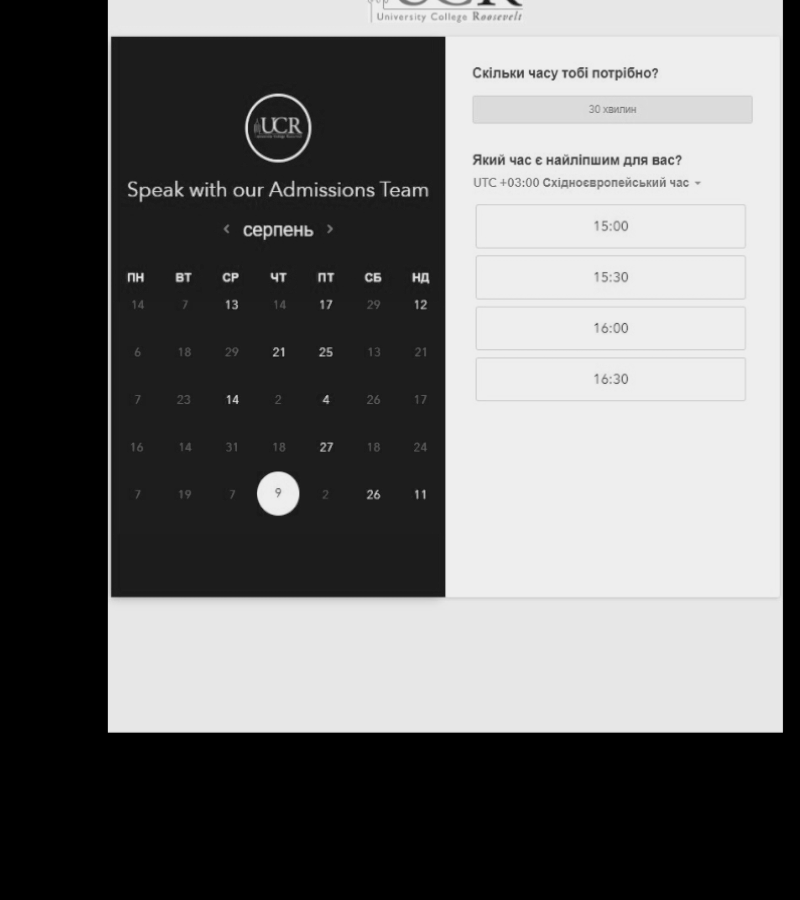 UCR
University College Roosevelt
UCR
Speak with our Admissions Team
‹ серпень ›
ПН ВТ СР ЧТ ПТ СБ НД
14 7 13 14 17 29 12
6 18 29 21 25 13 21
7 23 14 2 4 26 17
16 14 31 18 27 18 24
7 19 7 9 2 26 11
Скільки часу тобі потрібно?
30 хвилин
Який час є найліпшим для вас?
UTC +03:00 Східноєвропейський час
15:00
15:30
16:00
16:30